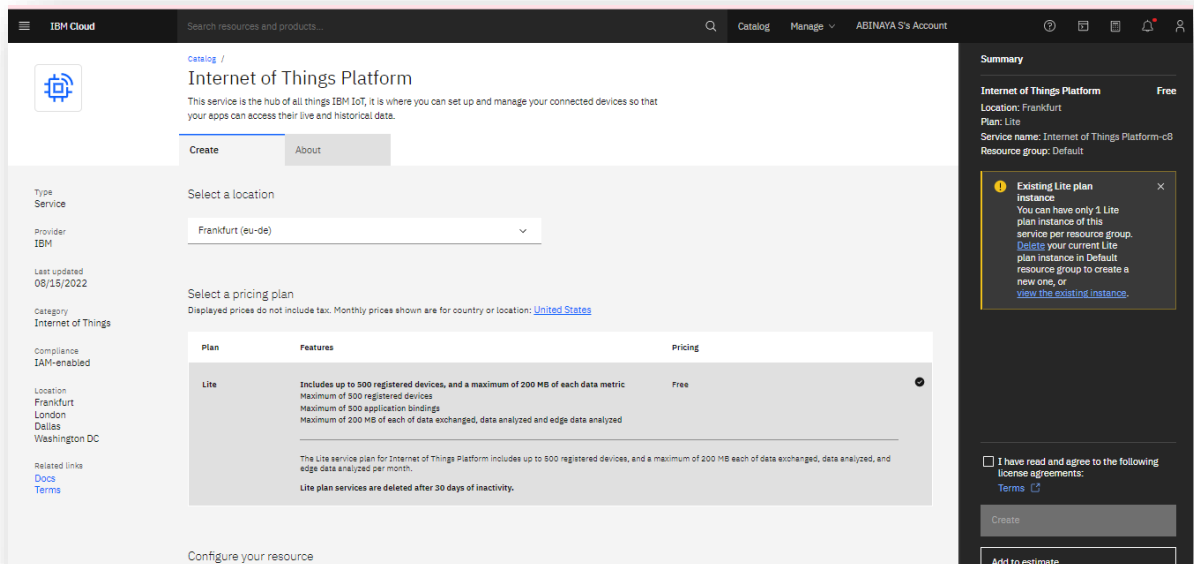 IBM Cloud
Search resources and products...
Catalog
Manage
ABINAYA S's Account
Catalog /
Internet of Things Platform
This service is the hub of all things IBM IoT, it is where you can set up and manage your connected devices so that
your apps can access their live and historical data.
Create
About
Type
Service
Provider
IBM
Last updated
08/15/2022
Category
Internet of Things
Compliance
IAM-enabled
Location
Frankfurt
London
Dallas
Washington DC
Related links
Docs
Terms
Select a location
Frankfurt (eu-de)
Select a pricing plan
Displayed prices do not include tax. Monthly prices shown are for country or location: United States
Plan
Features
Pricing
Lite
Includes up to 500 registered devices, and a maximum of 200 MB of each data metric
Free
Maximum of 500 registered devices
Maximum of 500 application bindings
Maximum of 200 MB of each of data exchanged, data analyzed and edge data analyzed
The Lite service plan for Internet of Things Platform includes up to 500 registered devices, and a maximum of 200 MB each of data exchanged, data analyzed, and
edge data analyzed per month.
Lite plan services are deleted after 30 days of inactivity.
Configure your resource
Summary
Internet of Things Platform
Free
Location: Frankfurt
Plan: Lite
Service name: Internet of Things Platform-c8
Resource group: Default
Existing Lite plan
instance
You can have only 1 Lite
plan instance of this
service per resource group.
Delete your current Lite
plan instance in Default
resource group to create a
new one, or
view the existing instance.
I have read and agree to the following
license agreements:
Terms
Create
Add to estimate